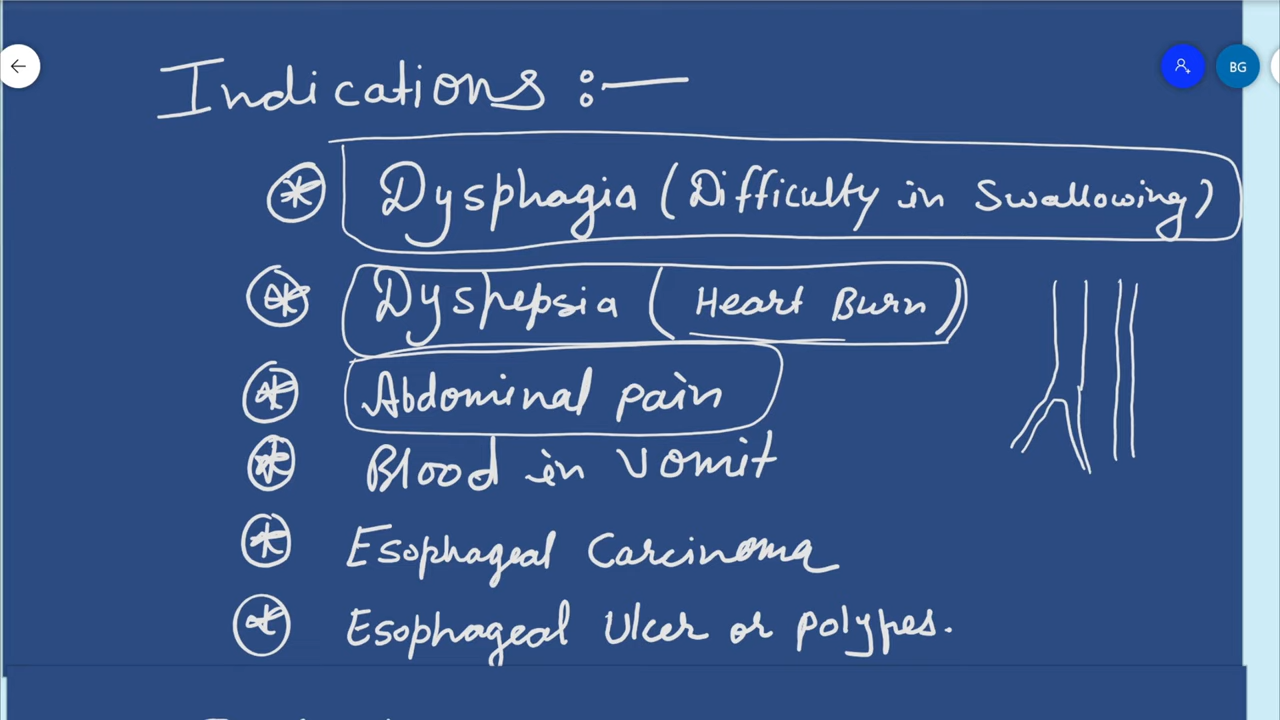 BG
Indications :—
Dysphagia (Difficulty in Swallowing)
Dyspepsia (Heart Burn)
Abdominal pain
Blood in vomit
Esophageal Carcinoma
Esophageal Ulcer or polypes.